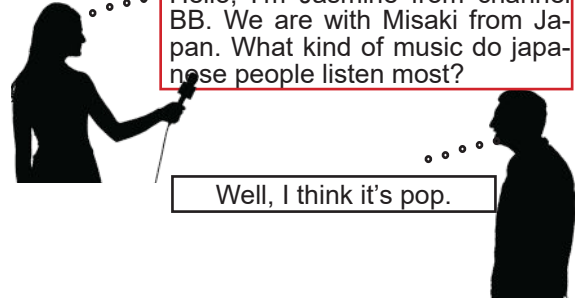 Hello, I'm Jasmine from channel
BB. We are with Misaki from Ja-
pan. What kind of music do japa-
nese people listen most?
Well, I think it's pop.